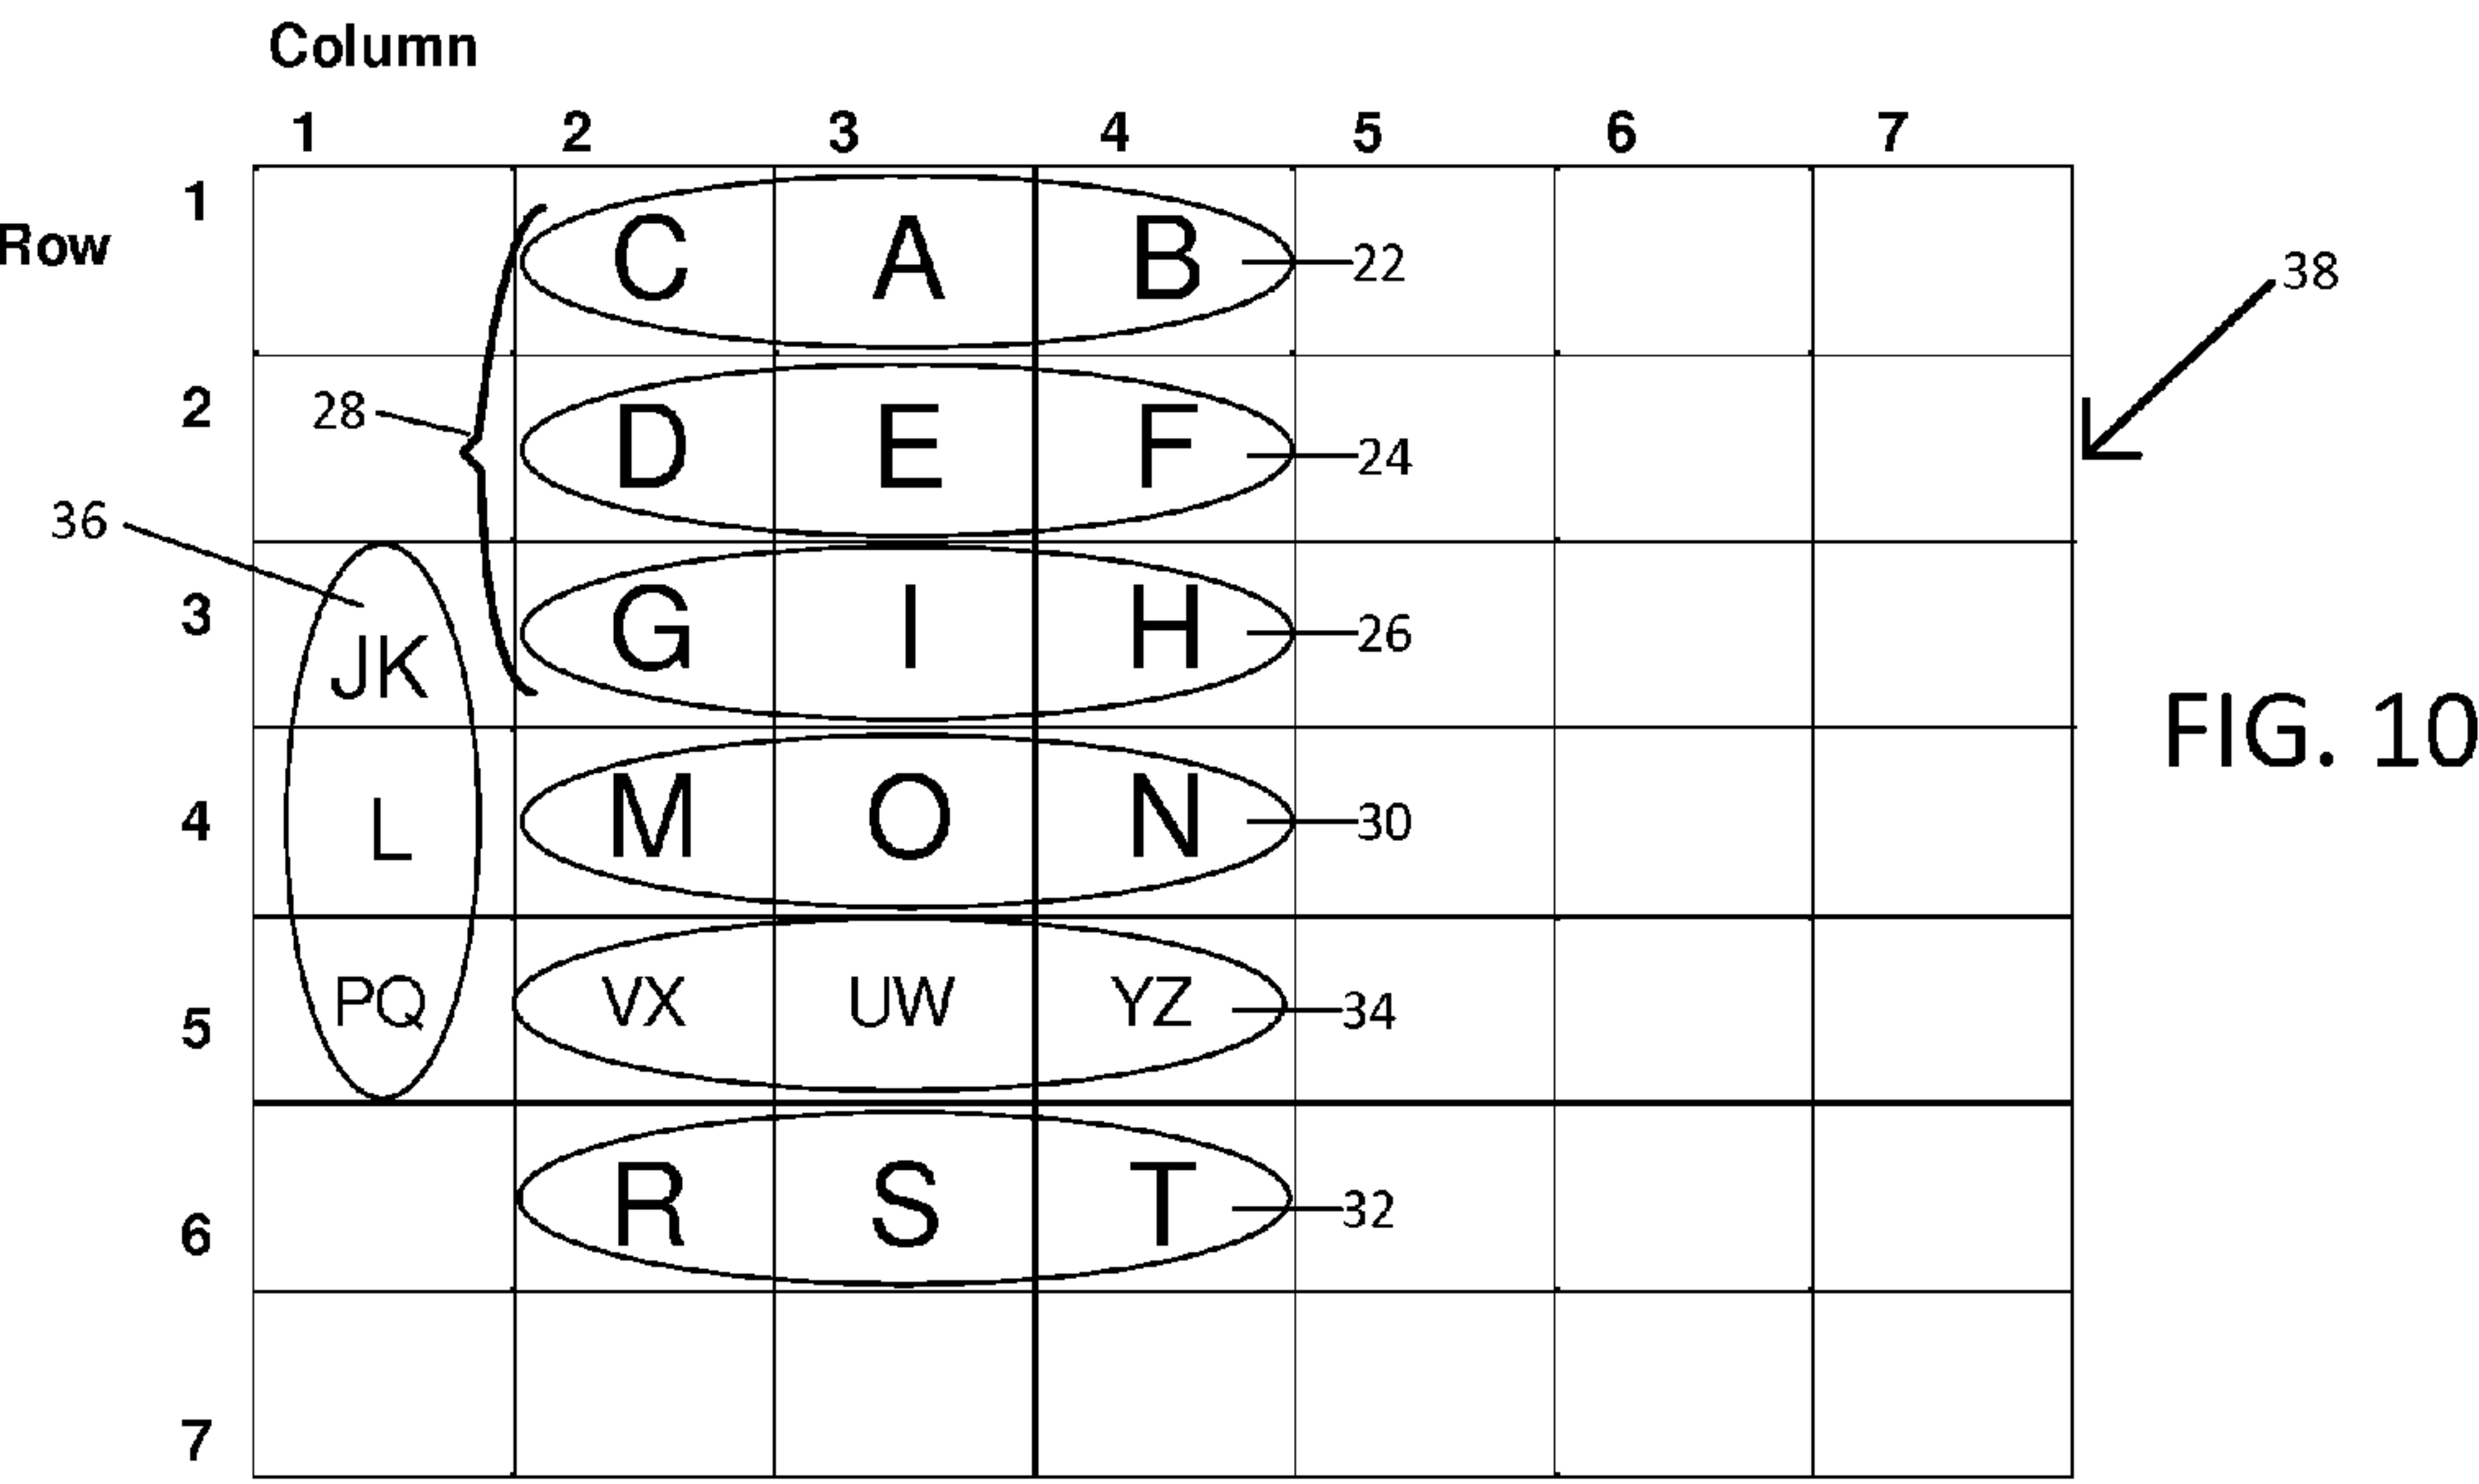 Column
1 2 3 4 5 6 7
1
Row
C A B 22
38
2
28
D E F 24
36
3
JK G I H 26
FIG. 10
4
L M O N 30
5
PQ VX UW YZ 34
6
R S T 32
7